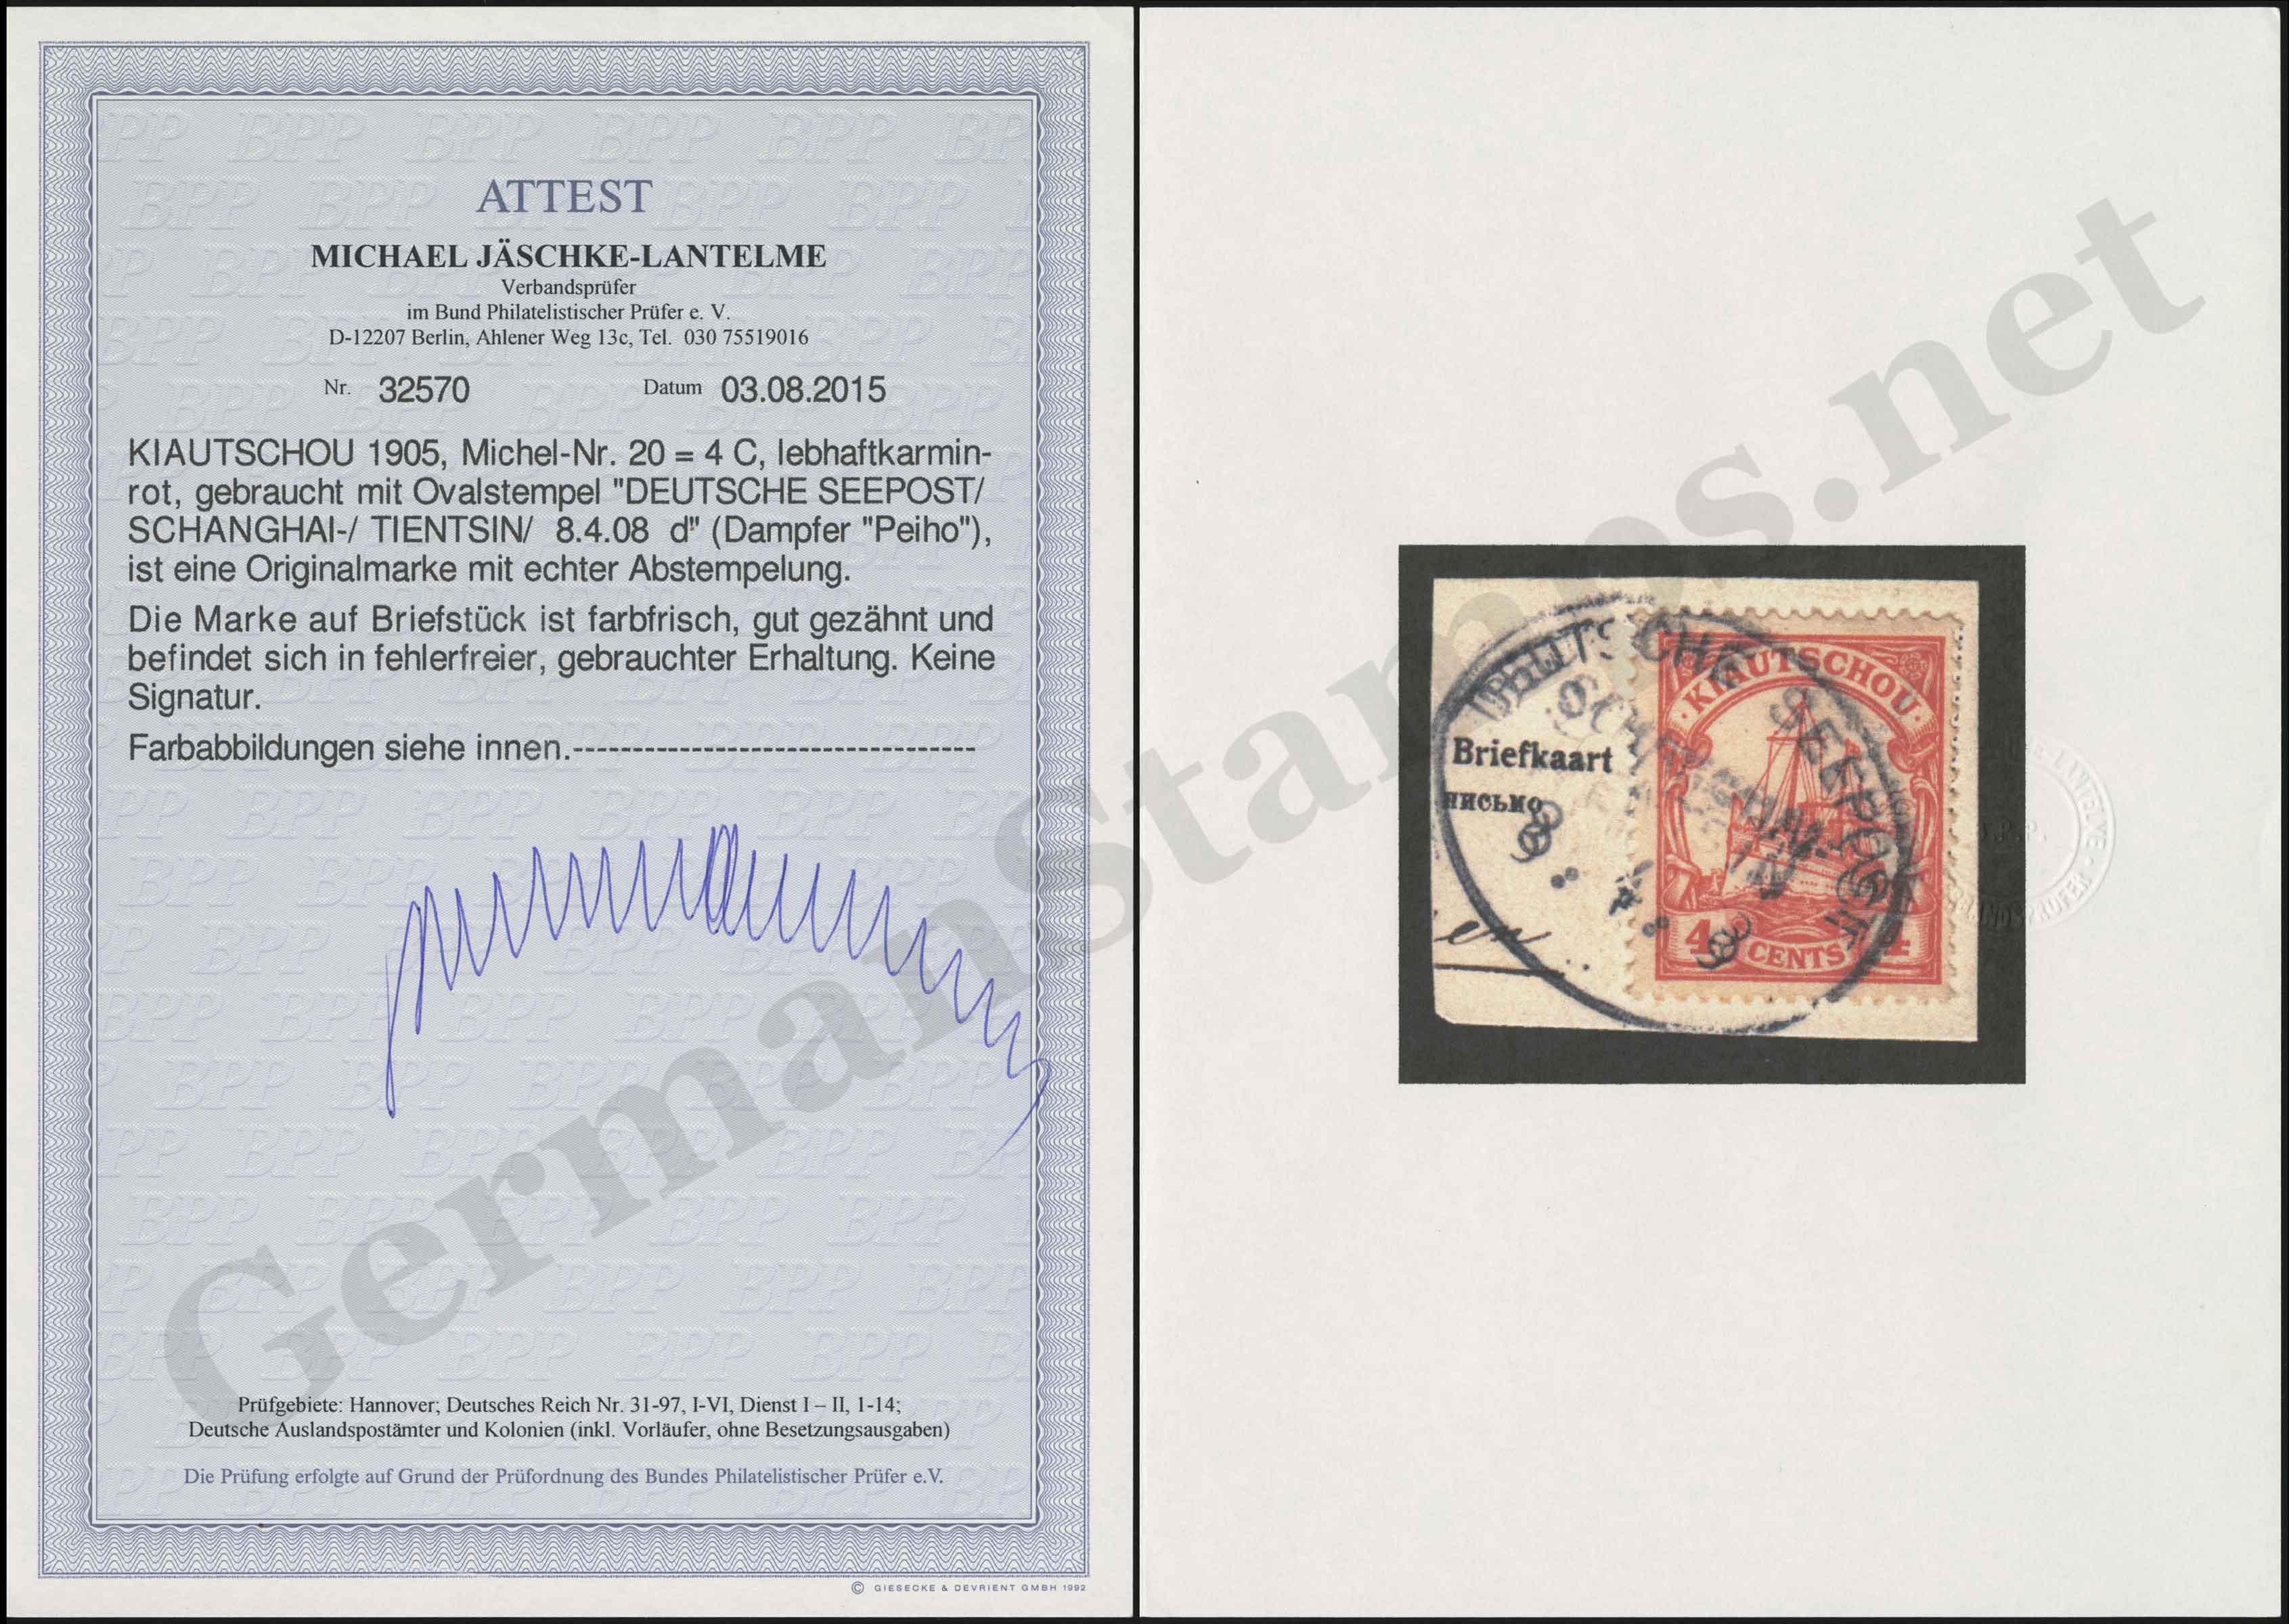 ATTEST
MICHAEL JÄSCHKE-LANTELME
Verbandsprüfer
im Bund Philatelistischer Prüfer e. V.
D-12207 Berlin, Ahlener Weg 13c, Tel. 030 75519016
Nr. 32570 Datum 03.08.2015
KIAUTSCHOU 1905, Michel-Nr. 20 = 4 C, lebhaftkarmin-
rot, gebraucht mit Ovalstempel "DEUTSCHE SEEPOST/
SCHANGHAI-/ TIENTSIN/ 8.4.08 d" (Dampfer "Peiho"),
ist eine Originalmarke mit echter Abstempelung.
Die Marke auf Briefstück ist farbfrisch, gut gezähnt und
befindet sich in fehlerfreier, gebrauchter Erhaltung. Keine
Signatur.
Farbabbildungen siehe innen.----------------------------------
Prüfgebiete: Hannover; Deutsches Reich Nr. 31-97, I-VI, Dienst I – II, 1-14;
Deutsche Auslandspostämter und Kolonien (inkl. Vorläufer, ohne Besetzungsausgaben)
Die Prüfung erfolgte auf Grund der Prüfordnung des Bundes Philatelistischer Prüfer e.V.
© GIESECKE & DEVRIENT GMBH 1992
GermanStamps.net
DEUTSCHE SEEPOST
SCHANGHAI-
KIAUTSCHOU
Briefkaart
письмо
4 CENTS 4